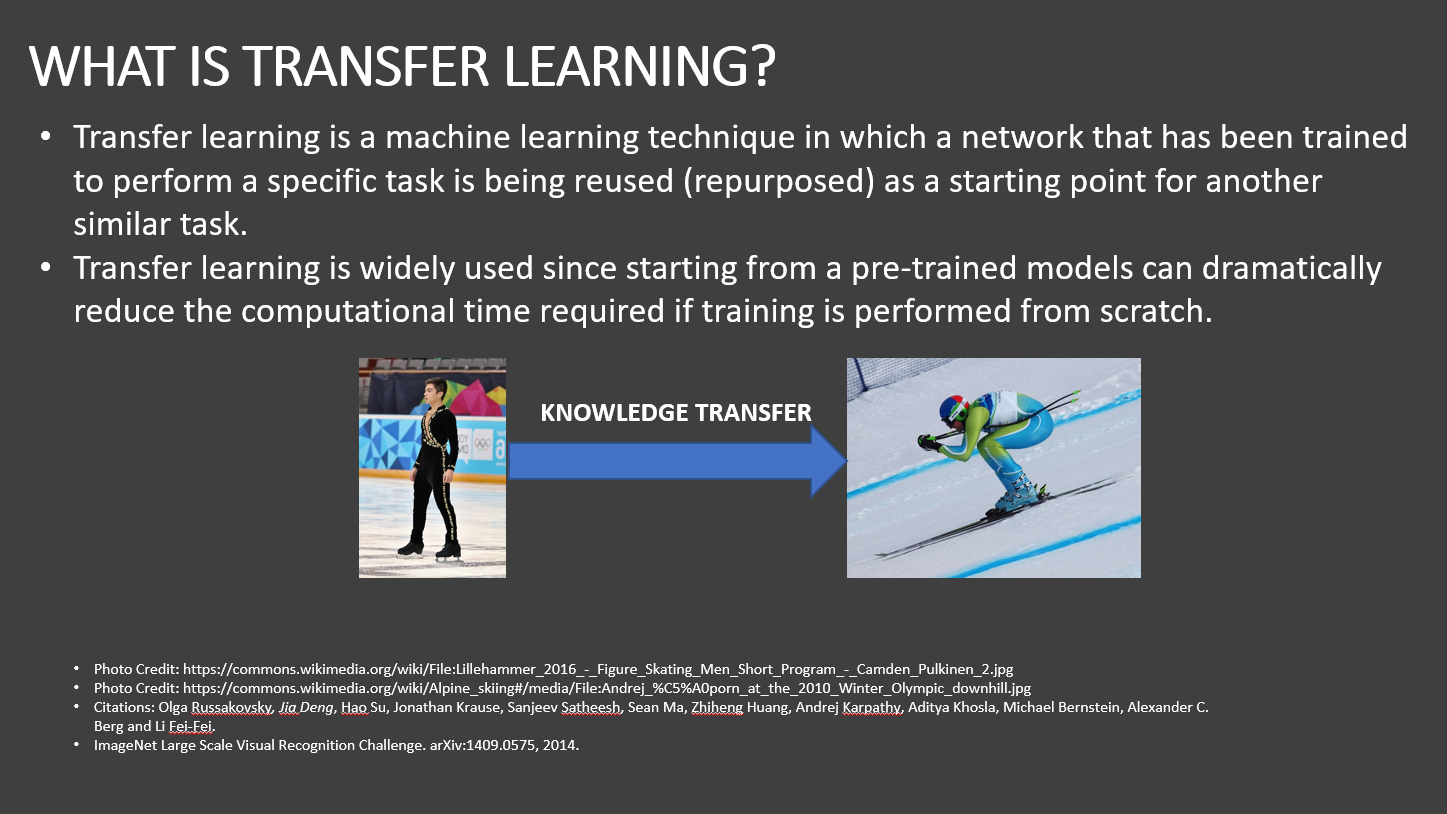 WHAT IS TRANSFER LEARNING?
• Transfer learning is a machine learning technique in which a network that has been trained
to perform a specific task is being reused (repurposed) as a starting point for another
similar task.
• Transfer learning is widely used since starting from a pre-trained models can dramatically
reduce the computational time required if training is performed from scratch.
KNOWLEDGE TRANSFER
• Photo Credit: https://commons.wikimedia.org/wiki/File:Lillehammer_2016_-_Figure_Skating_Men_Short_Program_-_Camden_Pulkinen_2.jpg
• Photo Credit: https://commons.wikimedia.org/wiki/Alpine_skiing#/media/File:Andrej_%C5%A0porn_at_the_2010_Winter_Olympic_downhill.jpg
• Citations: Olga Russakovsky, Jia Deng, Hao Su, Jonathan Krause, Sanjeev Satheesh, Sean Ma, Zhiheng Huang, Andrej Karpathy, Aditya Khosla, Michael Bernstein, Alexander C.
Berg and Li Fei-Fei.
• ImageNet Large Scale Visual Recognition Challenge. arXiv:1409.0575, 2014.